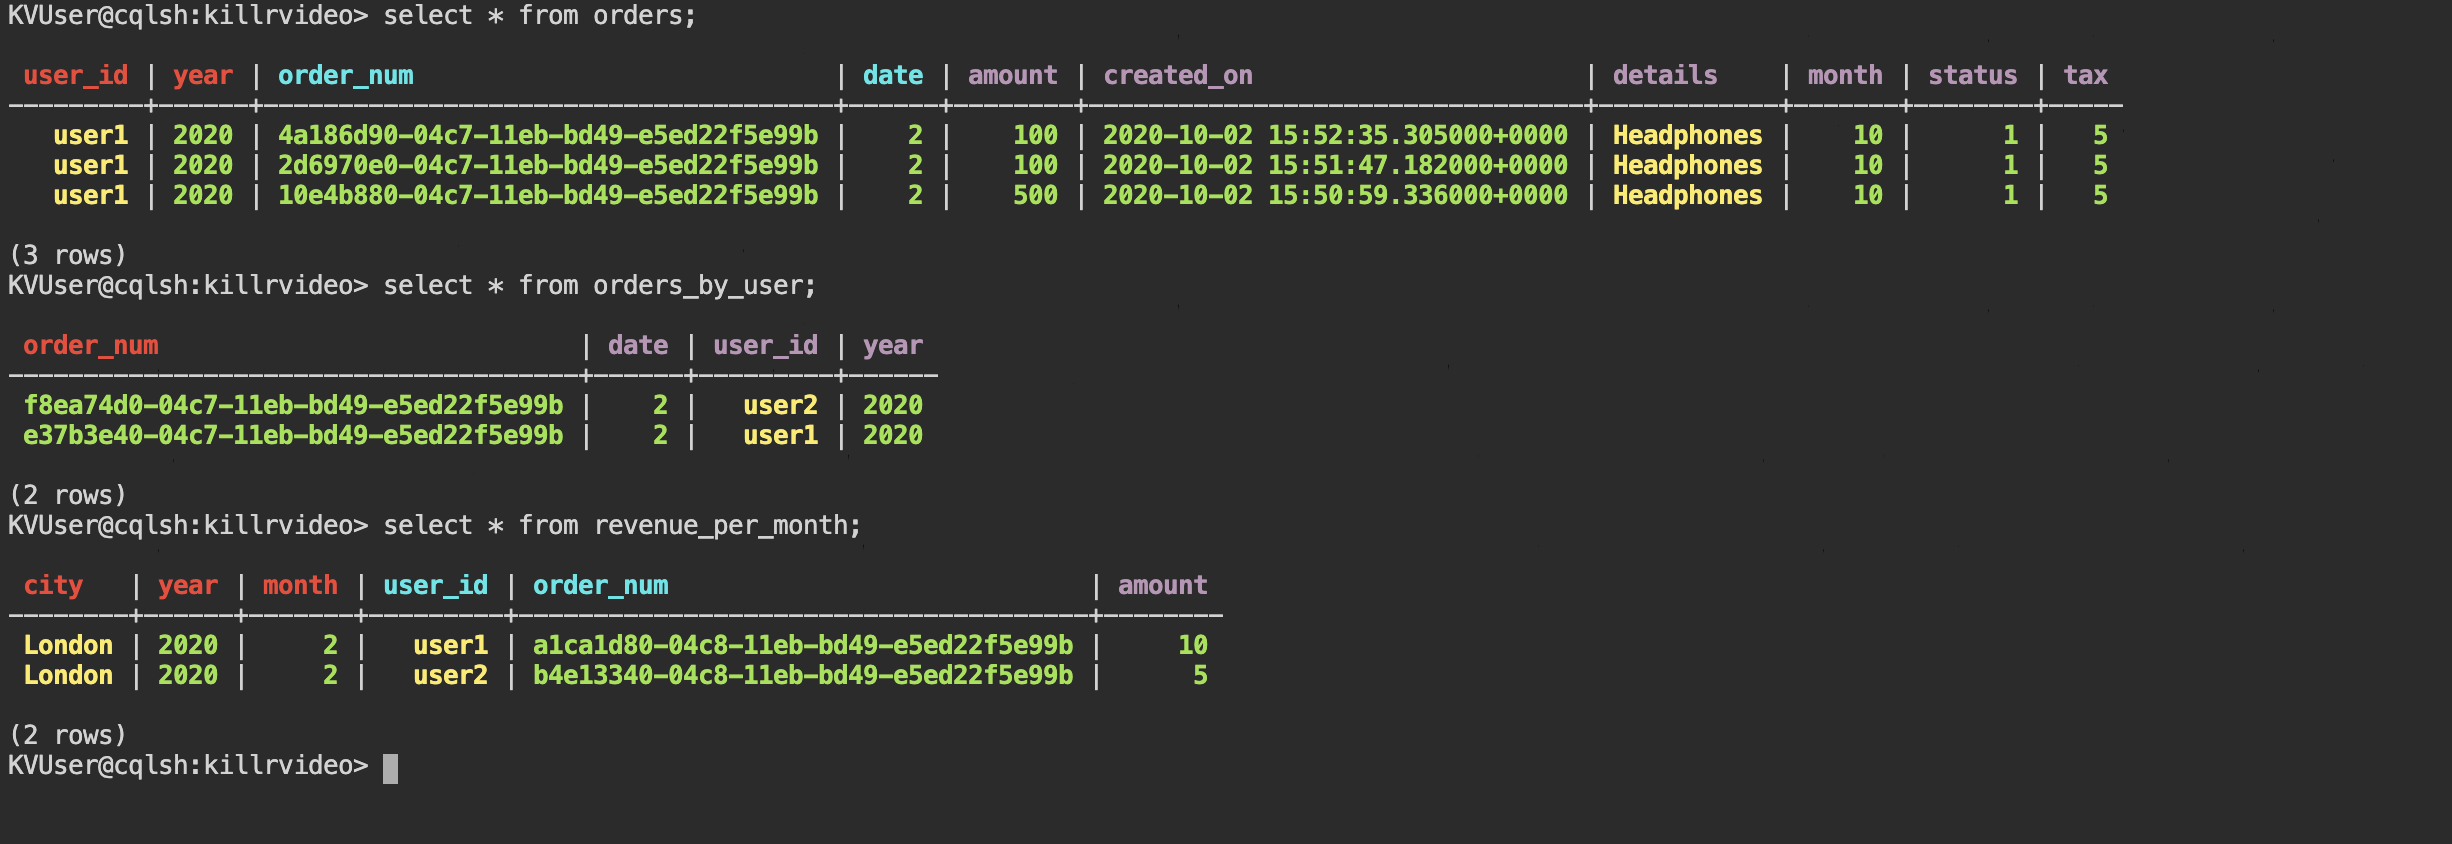 KVUser@cqlsh:killrvideo> select * from orders;
user_id | year | order_num | date | amount | created_on | details | month | status | tax
---------+------+--------------------------------------+------+--------+---------------------------------+------------+-------+--------+-----
user1 | 2020 | 4a186d90-04c7-11eb-bd49-e5ed22f5e99b | 2 | 100 | 2020-10-02 15:52:35.305000+0000 | Headphones | 10 | 1 | 5
user1 | 2020 | 2d6970e0-04c7-11eb-bd49-e5ed22f5e99b | 2 | 100 | 2020-10-02 15:51:47.182000+0000 | Headphones | 10 | 1 | 5
user1 | 2020 | 10e4b880-04c7-11eb-bd49-e5ed22f5e99b | 2 | 500 | 2020-10-02 15:50:59.336000+0000 | Headphones | 10 | 1 | 5
(3 rows)
KVUser@cqlsh:killrvideo> select * from orders_by_user;
order_num | date | user_id | year
--------------------------------------+------+---------+------
f8ea74d0-04c7-11eb-bd49-e5ed22f5e99b | 2 | user2 | 2020
e37b3e40-04c7-11eb-bd49-e5ed22f5e99b | 2 | user1 | 2020
(2 rows)
KVUser@cqlsh:killrvideo> select * from revenue_per_month;
city | year | month | user_id | order_num | amount
--------+------+-------+---------+--------------------------------------+--------
London | 2020 | 2 | user1 | a1ca1d80-04c8-11eb-bd49-e5ed22f5e99b | 10
London | 2020 | 2 | user2 | b4e13340-04c8-11eb-bd49-e5ed22f5e99b | 5
(2 rows)
KVUser@cqlsh:killrvideo>